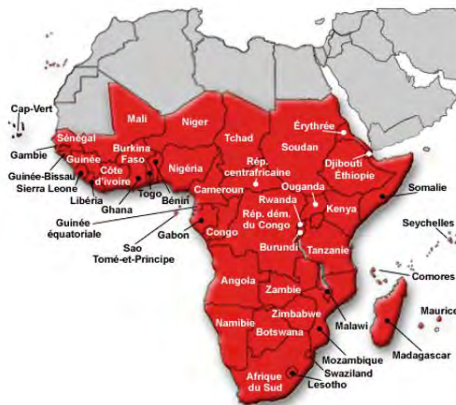 Cap-Vert
Mali
Niger
Tchad
Érythrée
Soudan
Sénégal
Gambie
Guinée
Burkina
Faso
Nigéria
Rép.
centrafricaine
Djibouti
Éthiopie
Guinée-Bissau
Sierra Leone
Côte
d'ivoire
Libéria
Ghana
Togo
Bénin
Cameroun
Ouganda
Somalie
Guinée
équatoriale
Rwanda
Kenya
Seychelles
Sao
Tomé-et-Principe
Gabon
Congo
Rép. dém.
du Congo
Burundi
Tanzanie
Comores
Angola
Zambie
Malawi
Maurice
Zimbabwe
Namibie
Botswana
Mozambique
Madagascar
Swaziland
Afrique
du Sud
Lesotho